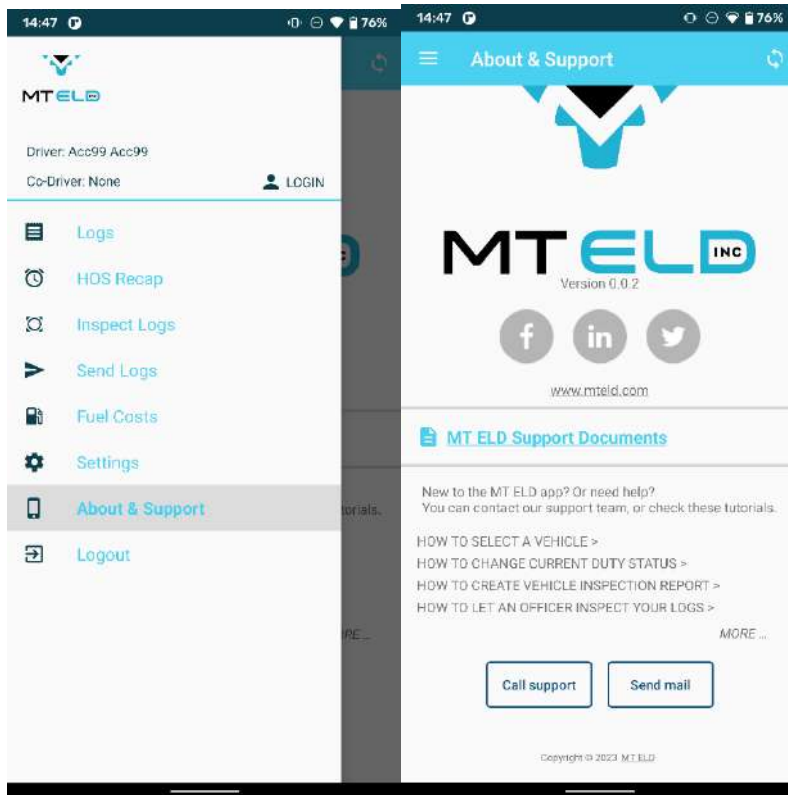 14:47
76%
MT ELD INC
Driver: Acc99 Acc99
Co-Driver: None
LOGIN
Logs
HOS Recap
Inspect Logs
Send Logs
Fuel Costs
Settings
About & Support
Logout
torials.
RE ...
14:47
76%
About & Support
MT ELD INC
Version 0.0.2
f
in
www.mteld.com
MT ELD Support Documents
New to the MT ELD app? Or need help?
You can contact our support team, or check these tutorials.
HOW TO SELECT A VEHICLE >
HOW TO CHANGE CURRENT DUTY STATUS >
HOW TO CREATE VEHICLE INSPECTION REPORT >
HOW TO LET AN OFFICER INSPECT YOUR LOGS >
MORE ...
Call support
Send mail
Copyright © 2023 MT ELD